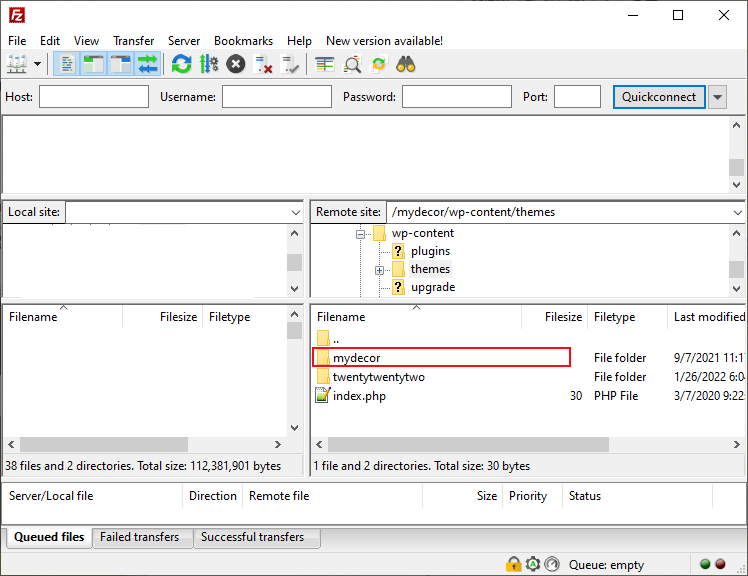 File Edit View Transfer Server Bookmarks Help New version available!
Host: Username: Password: Port: Quickconnect
Local site:
Remote site: /mydecor/wp-content/themes
wp-content
plugins
themes
upgrade
Filename Filesize Filetype
Filename Filesize Filetype Last modified
..
mydecor File folder 9/7/2021 11:1
twentytwentytwo File folder 1/26/2022 6:0
index.php 30 PHP File 3/7/2020 9:22:
38 files and 2 directories. Total size: 112,381,901 bytes
1 file and 2 directories. Total size: 30 bytes
Server/Local file Direction Remote file Size Priority Status
Queued files Failed transfers Successful transfers
Queue: empty